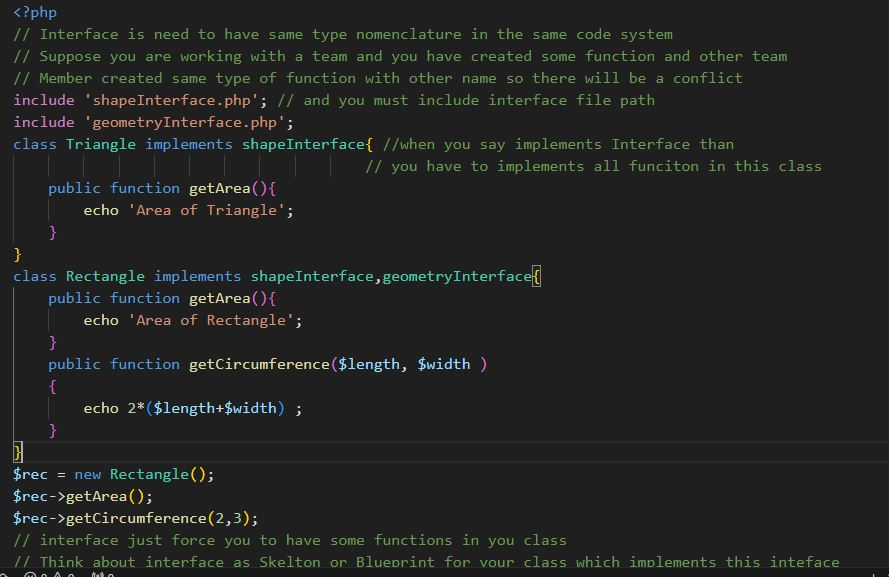 <?php
// Interface is need to have same type nomenclature in the same code system
// Suppose you are working with a team and you have created some function and other team
// Member created same type of function with other name so there will be a conflict
include 'shapeInterface.php'; // and you must include interface file path
include 'geometryInterface.php';
class Triangle implements shapeInterface{ //when you say implements Interface than
// you have to implements all funciton in this class
public function getArea(){
echo 'Area of Triangle';
}
}
class Rectangle implements shapeInterface,geometryInterface{
public function getArea(){
echo 'Area of Rectangle';
}
public function getCircumference($length, $width )
{
echo 2*($length+$width) ;
}
}
$rec = new Rectangle();
$rec->getArea();
$rec->getCircumference(2,3);
// interface just force you to have some functions in you class
// Think about interface as Skelton or Blueprint for your class which implements this inteface